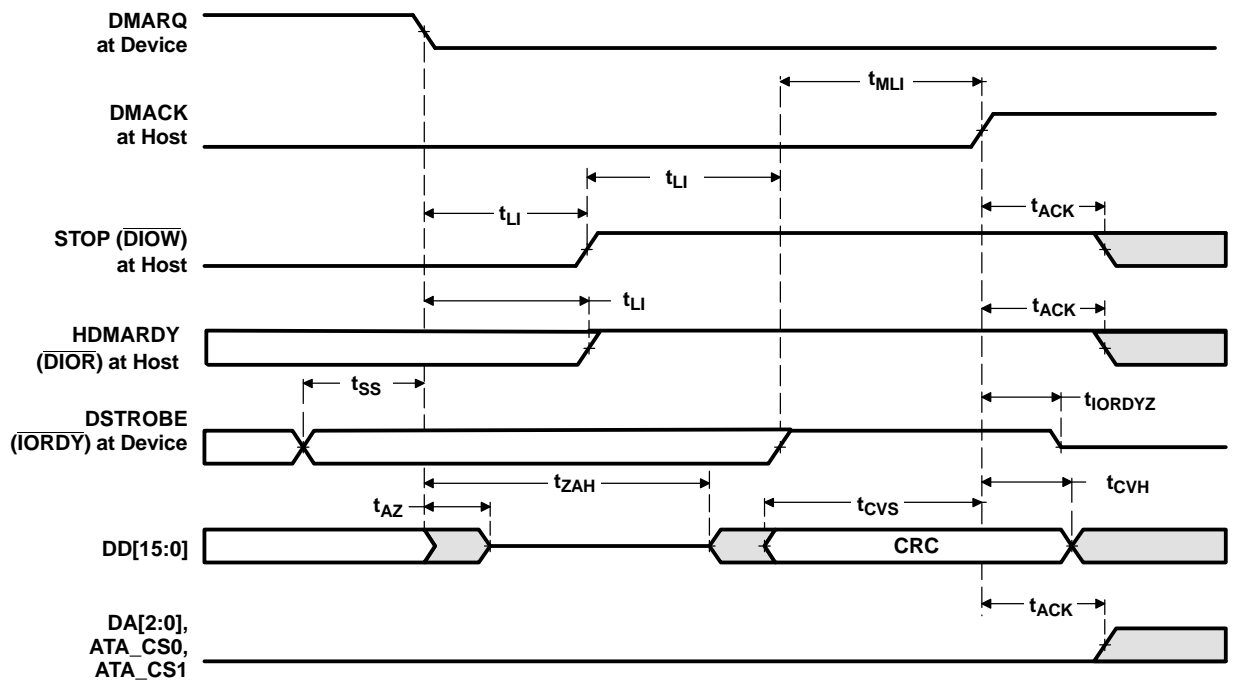 DMARQ
at Device
tMLI
DMACK
at Host
tLI
tLI
tACK
STOP (DIOW)
at Host
tLI
tACK
HDMARDY
(DIOR) at Host
tSS
tIORDYZ
DSTROBE
(IORDY) at Device
tZAH
tCVH
tAZ
tCVS
DD[15:0]
CRC
tACK
DA[2:0],
ATA_CS0,
ATA_CS1